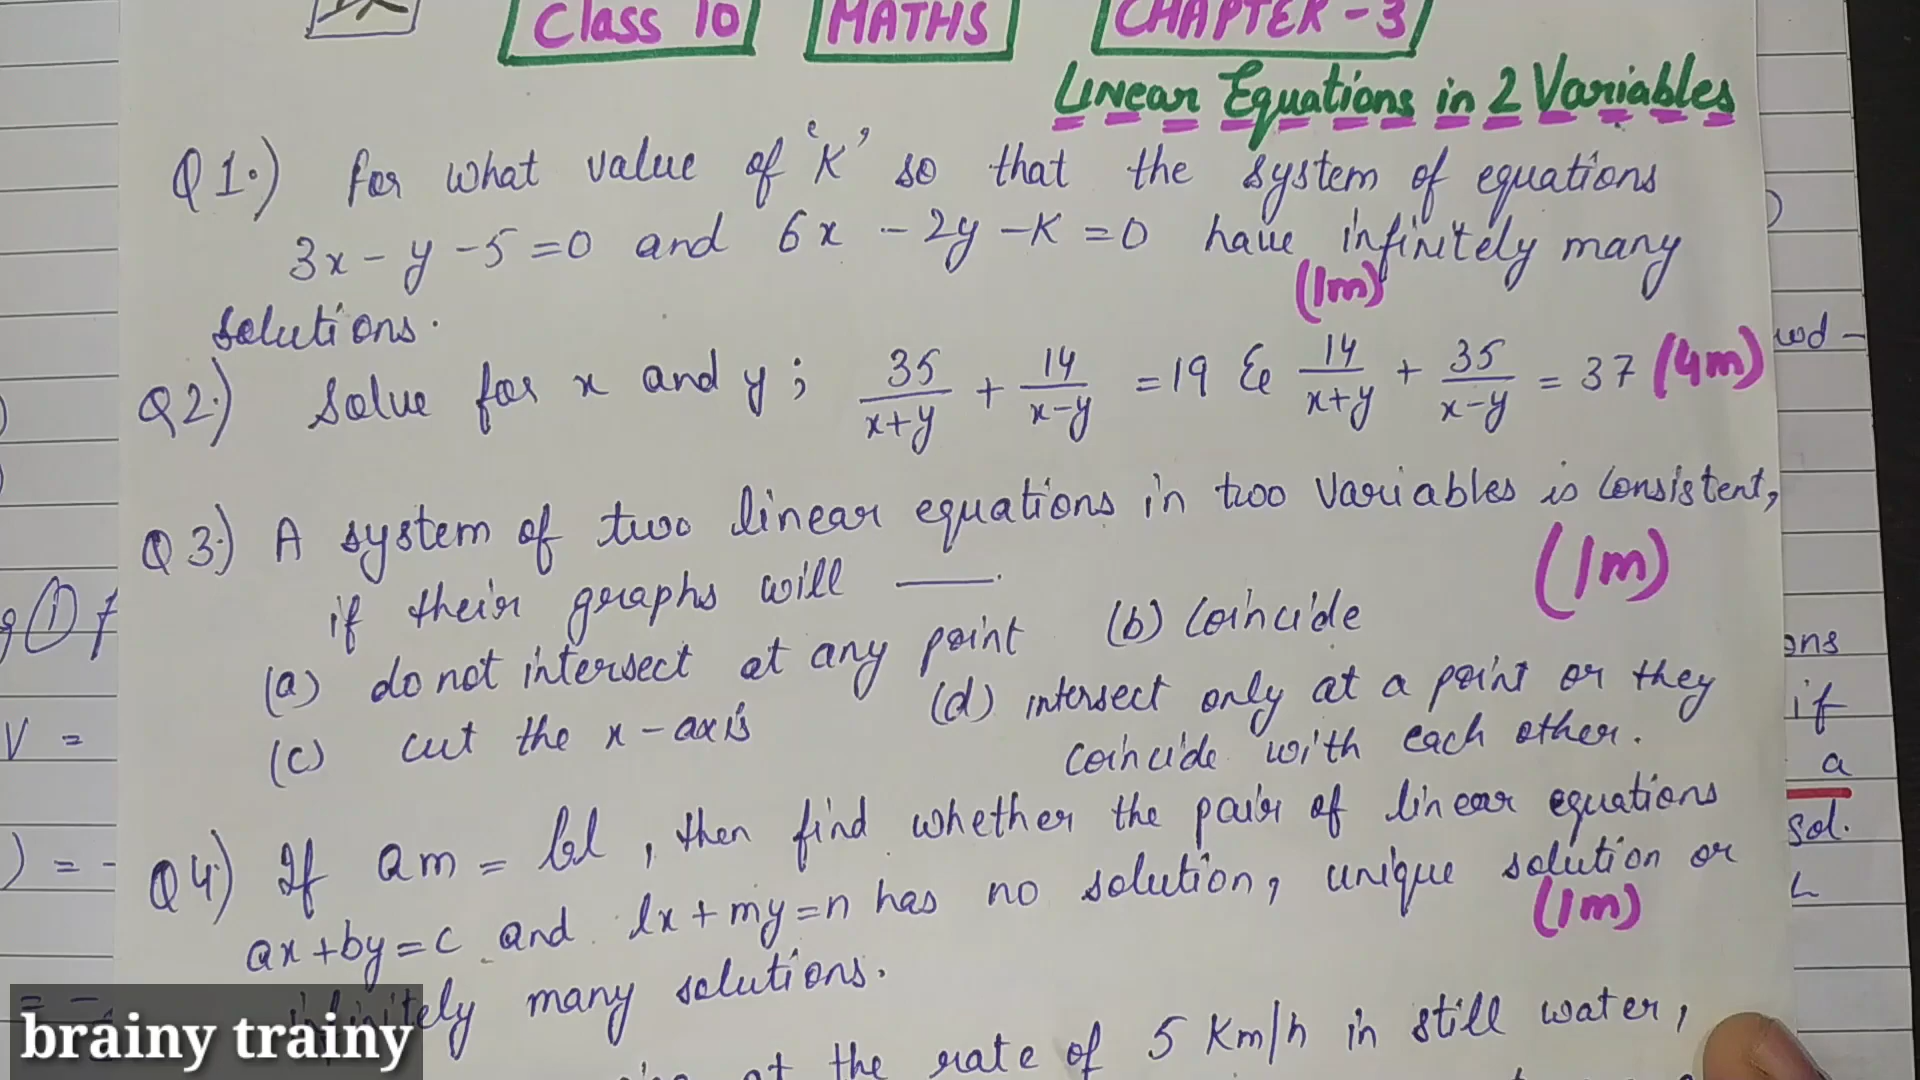 Class 10 MATHS CHAPTER-3
Linear Equations in 2 Variables
Q1.) for what value of 'K' so that the system of equations
3x - y - 5 = 0 and 6x - 2y - K = 0 have infinitely many
(1m)
solutions.
Q2.) Solve for x and y; 35/x+y + 14/x-y = 19 & 14/x+y + 35/x-y = 37 (4m)
Q3.) A system of two linear equations in two variables is consistent,
if their graphs will ___. (1m)
(a) do not intersect at any point (b) coincide
(c) cut the x-axis (d) intersect only at a point or they
coincide with each other.
Q4.) If am = bl, then find whether the pair of linear equations
ax + by = c and lx + my = n has no solution, unique solution or
(1m)
infinitely many solutions.
at the rate of 5 Km/h in still water,
ons
if
a
sol.
V =
brainy trainy